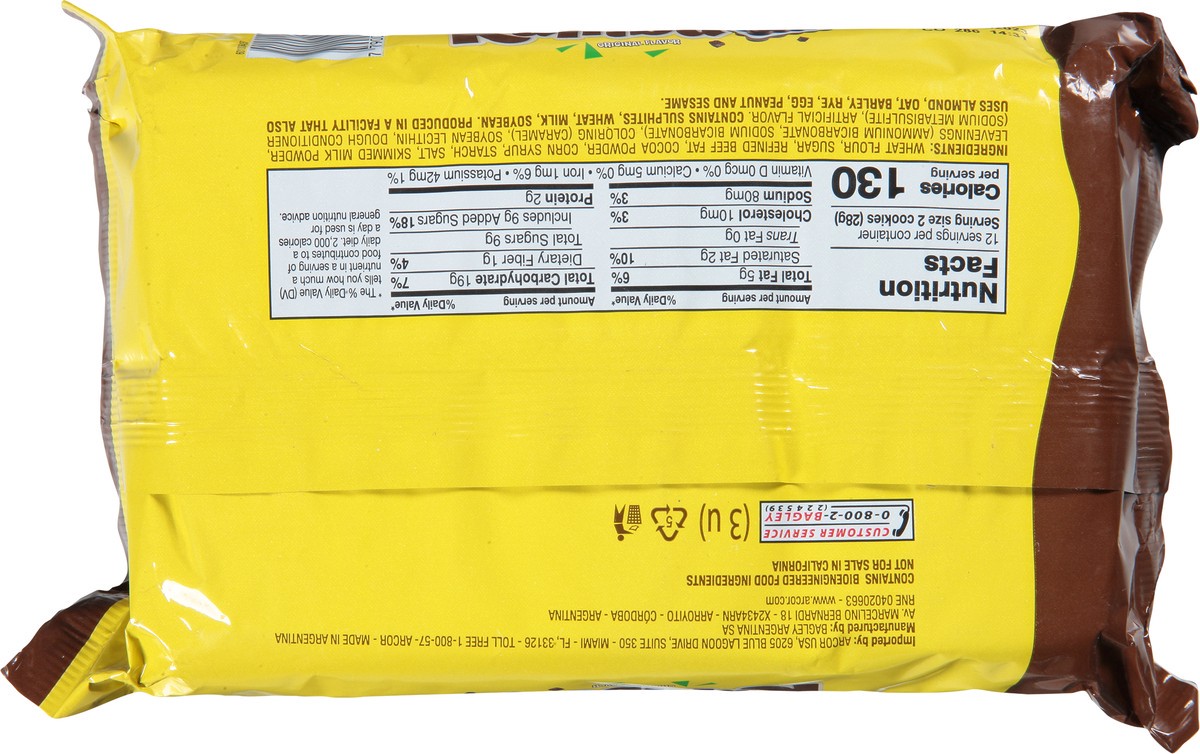 Imported by: ARCOR USA, 6205 BLUE LAGOON DRIVE, SUITE 350 - MIAMI - FL, 33126 - TOLL FREE 1-800-57-ARCOR - MADE IN ARGENTINA
Manufactured by: BAGLEY ARGENTINA SA
Av. MARCELINO BERNARDI 18 - X2434ARN - ARROYITO - CÓRDOBA - ARGENTINA
RNE 04020663 - www.arcor.com
CONTAINS BIOENGINEERED FOOD INGREDIENTS
NOT FOR SALE IN CALIFORNIA
CUSTOMER SERVICE
0-800-2-BAGLEY
(224539)
(3 u)
5
Nutrition
Facts
12 servings per container
Serving size 2 cookies (28g)
Calories 130
per serving
Amount per serving %Daily Value*
Total Fat 5g 6%
Saturated Fat 2g 10%
Trans Fat 0g
Cholesterol 10mg 3%
Sodium 80mg 3%
Amount per serving %Daily Value*
Total Carbohydrate 19g 7%
Dietary Fiber 1g 4%
Total Sugars 9g
Includes 9g Added Sugars 18%
Protein 2g
Vitamin D 0mcg 0% • Calcium 5mg 0% • Iron 1mg 6% • Potassium 42mg 1%
* The %-Daily Value (DV)
tells you how much a
nutrient in a serving of
food contributes to a
daily diet. 2,000 calories
a day is used for
general nutrition advice.
INGREDIENTS: WHEAT FLOUR, SUGAR, REFINED BEEF FAT, COCOA POWDER, CORN SYRUP, STARCH, SALT, SKIMMED MILK POWDER,
LEAVENINGS (AMMONIUM BICARBONATE, SODIUM BICARBONATE), COLORING (CARAMEL), SOYBEAN LECITHIN, DOUGH CONDITIONER
(SODIUM METABISULFITE), ARTIFICIAL FLAVOR. CONTAINS SULPHITES, WHEAT, MILK, SOYBEAN. PRODUCED IN A FACILITY THAT ALSO
USES ALMOND, OAT, BARLEY, RYE, EGG, PEANUT AND SESAME.
ORIGINAL FLAVOR